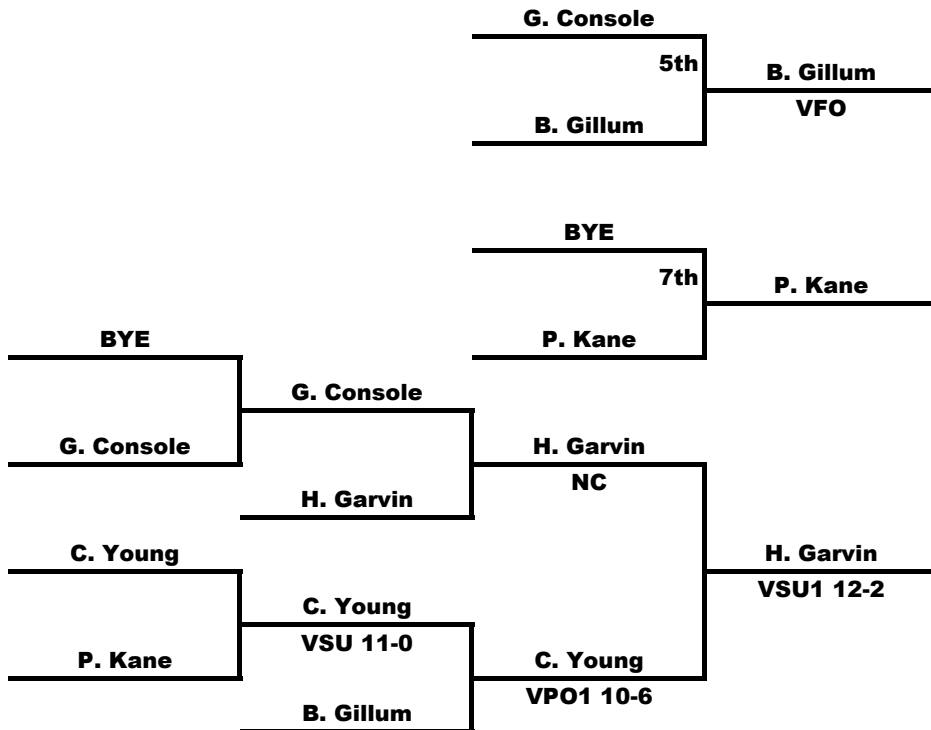 G. Console
5th
B. Gillum
VFO
B. Gillum
BYE
7th
P. Kane
P. Kane
BYE
G. Console
G. Console
H. Garvin
NC
H. Garvin
C. Young
H. Garvin
VSU1 12-2
C. Young
VSU 11-0
P. Kane
C. Young
VPO1 10-6
B. Gillum